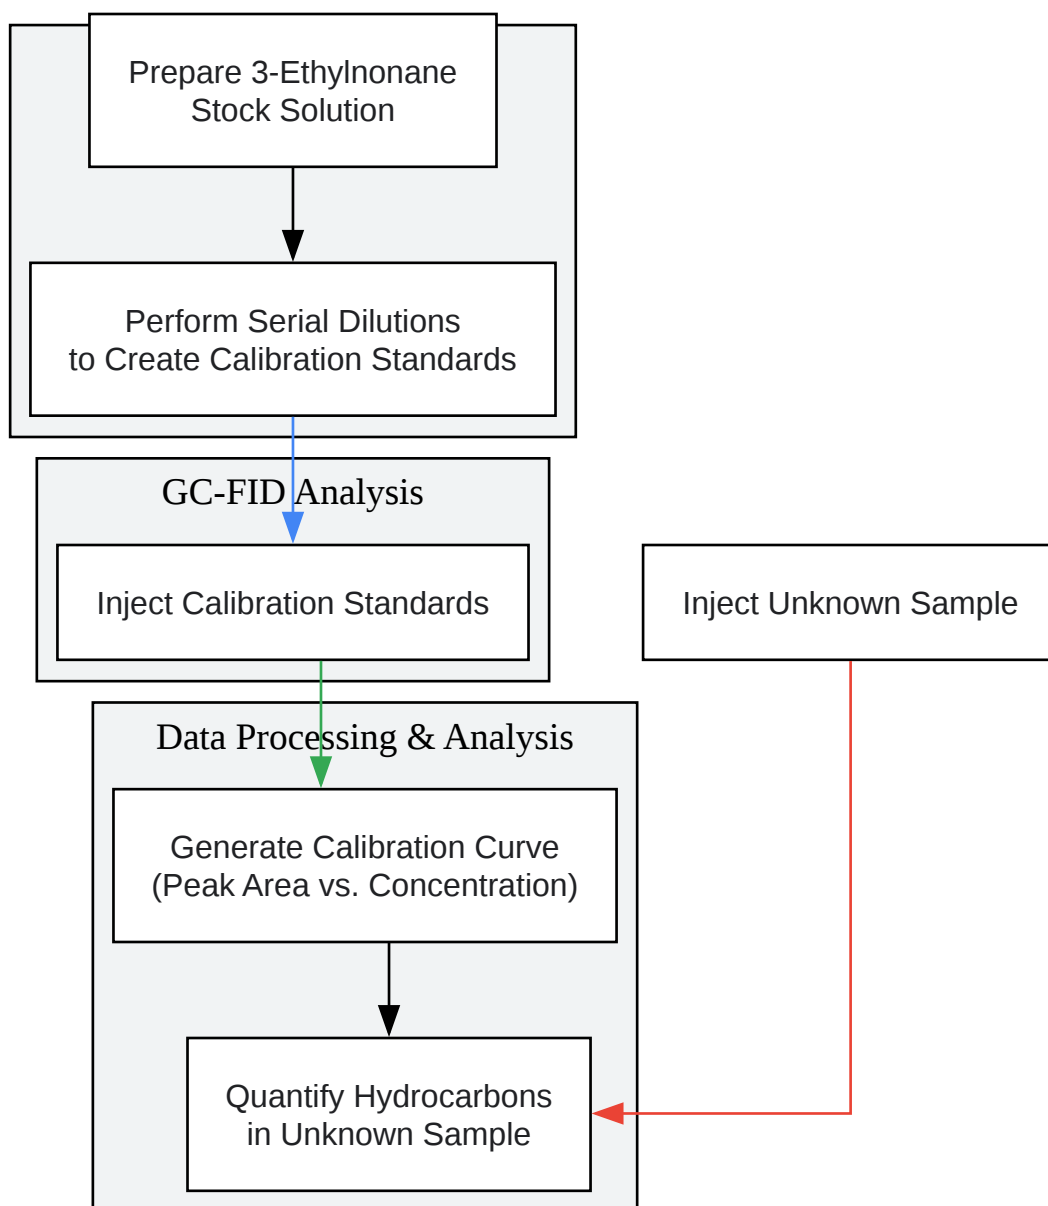 Prepare 3-Ethylnonane
Stock Solution
Perform Serial Dilutions
to Create Calibration Standards
GC-FID Analysis
Inject Calibration Standards
Inject Unknown Sample
Data Processing & Analysis
Generate Calibration Curve
(Peak Area vs. Concentration)
Quantify Hydrocarbons
in Unknown Sample